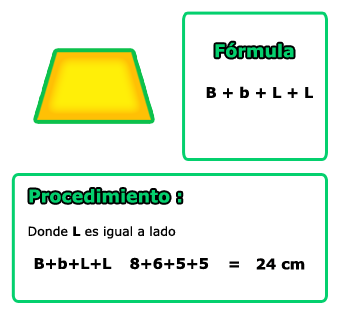 Fórmula
B + b + L + L
Procedimiento :
Donde L es igual a lado
B+b+L+L 8+6+5+5 = 24 cm